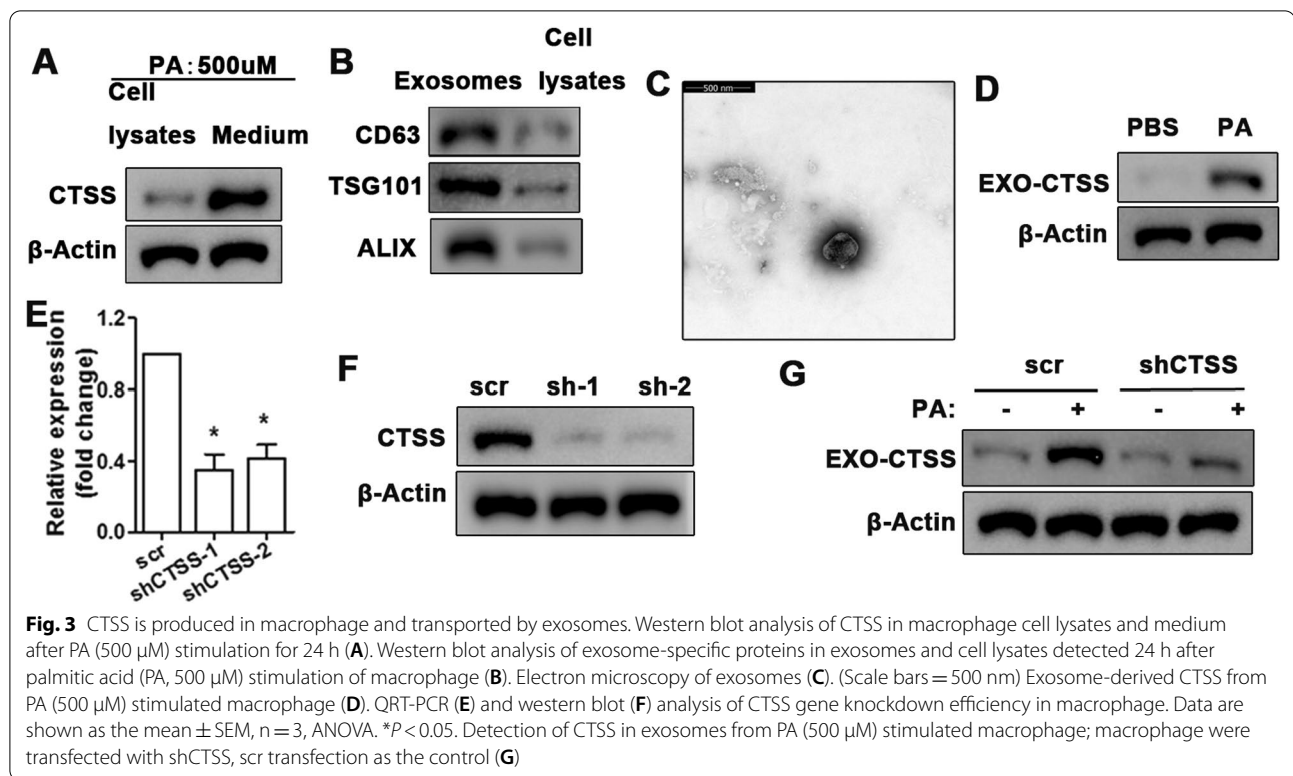 A
PA: 500uM
Cell
lysates Medium
CTSS
β-Actin
B
Cell
Exosomes lysates
CD63
TSG101
ALIX
C
500 nm
D
PBS PA
EXO-CTSS
β-Actin
E
Relative expression
(fold change)
1.2
0.8
0.4
0.0
* *
scr
shCTSS-1
shCTSS-2
F
scr sh-1 sh-2
CTSS
β-Actin
G
scr shCTSS
PA: - + - +
EXO-CTSS
β-Actin
Fig. 3 CTSS is produced in macrophage and transported by exosomes. Western blot analysis of CTSS in macrophage cell lysates and medium
after PA (500 µM) stimulation for 24 h (A). Western blot analysis of exosome-specific proteins in exosomes and cell lysates detected 24 h after
palmitic acid (PA, 500 µM) stimulation of macrophage (B). Electron microscopy of exosomes (C). (Scale bars = 500 nm) Exosome-derived CTSS from
PA (500 µM) stimulated macrophage (D). QRT-PCR (E) and western blot (F) analysis of CTSS gene knockdown efficiency in macrophage. Data are
shown as the mean ± SEM, n = 3, ANOVA. *P < 0.05. Detection of CTSS in exosomes from PA (500 µM) stimulated macrophage; macrophage were
transfected with shCTSS, scr transfection as the control (G)